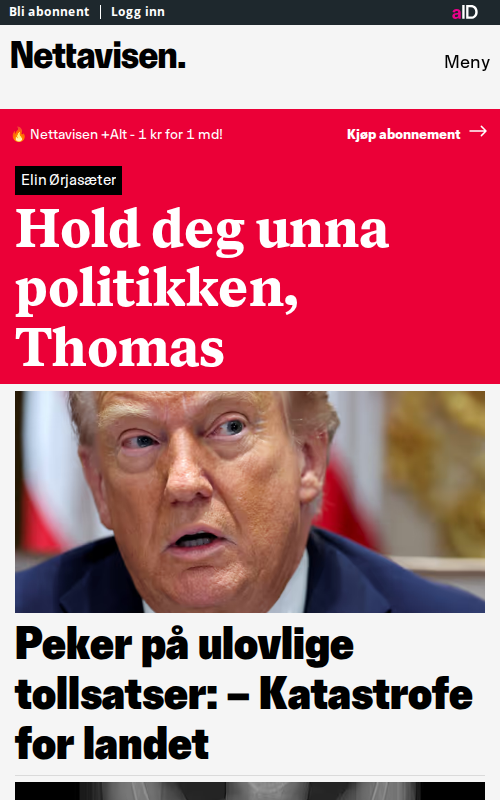 Bli abonnent | Logg inn
aID
Nettavisen.
Meny
🔥 Nettavisen +Alt - 1 kr for 1 md!
Kjøp abonnement →
Elin Ørjasæter
Hold deg unna
politikken,
Thomas
Peker på ulovlige
tollsatser: – Katastrofe
for landet